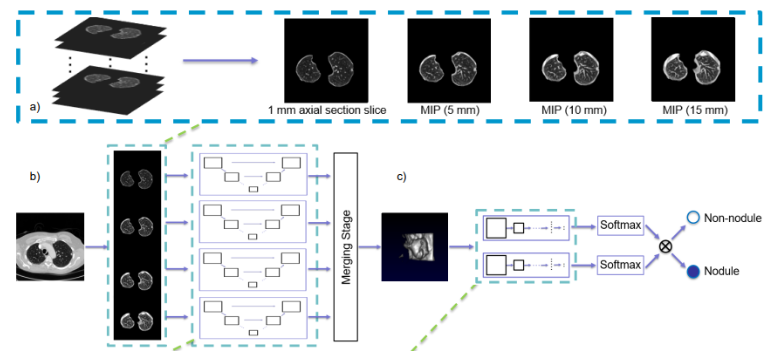 a)
1 mm axial section slice
MIP (5 mm)
MIP (10 mm)
MIP (15 mm)
b)
Merging Stage
c)
Softmax
Softmax
Non-nodule
Nodule